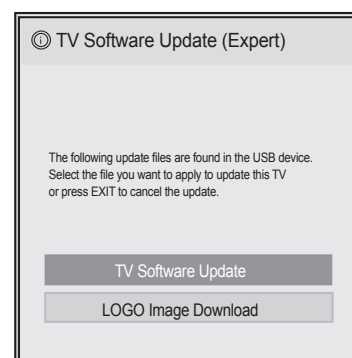 ⓘ TV Software Update (Expert)
The following update files are found in the USB device.
Select the file you want to apply to update this TV
or press EXIT to cancel the update.
TV Software Update
LOGO Image Download